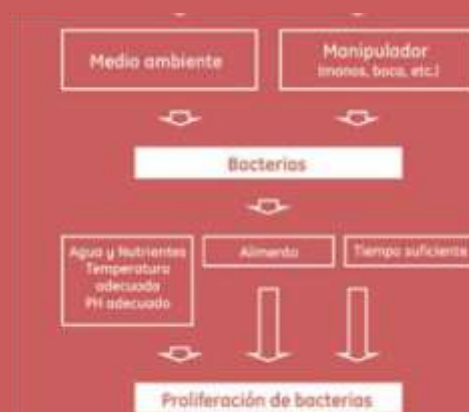 Medio ambiente
Manipulador
(manos, boca, etc.)
Bacterias
Agua y Nutrientes
Temperatura
adecuada
PH adecuado
Alimento
Tiempo suficiente
Proliferación de bacterias